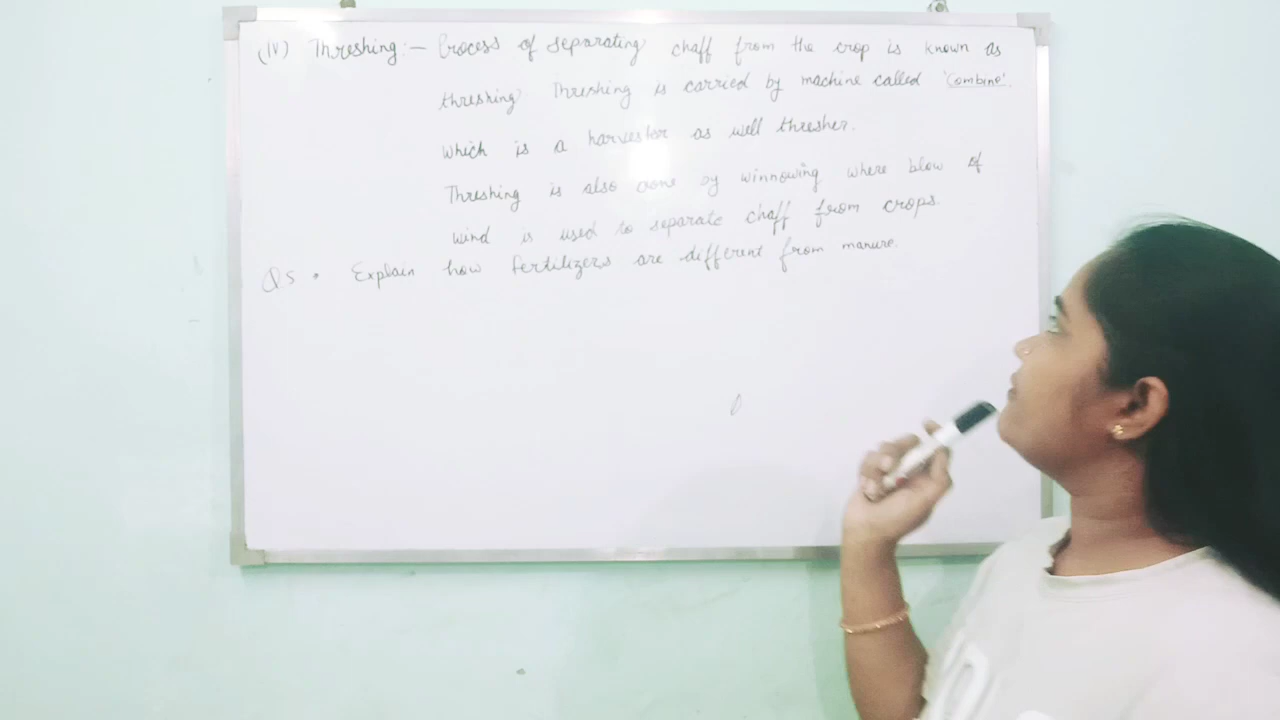 (IV) Threshing:- Process of separating chaff from the crop is known as
threshing. Threshing is carried by machine called 'Combine'.
which is a harvestor as well thresher.
Threshing is also done by winnowing where blow of
wind is used to separate chaff from crops.
Q5. Explain how fertilizers are different from manure.